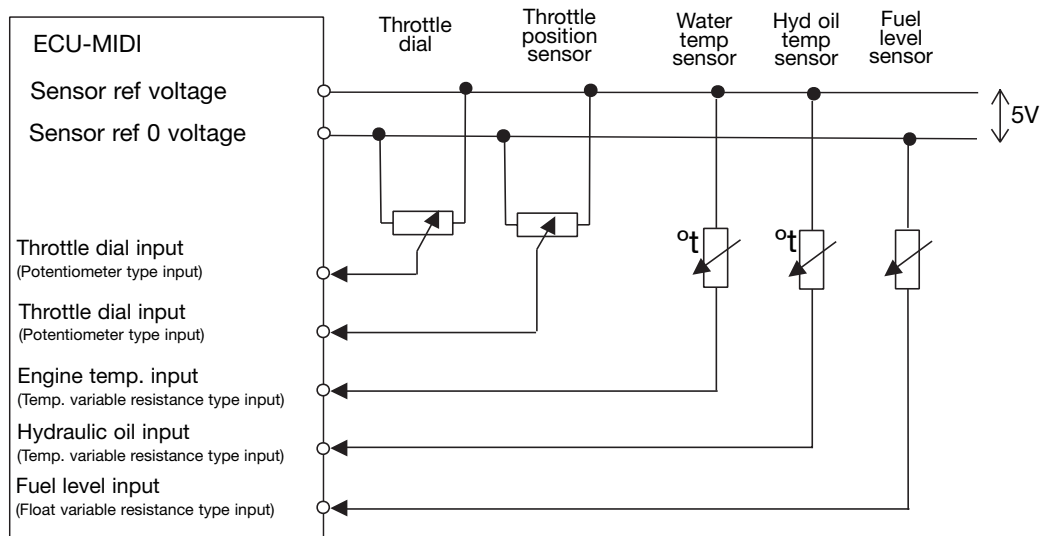 ECU-MIDI
Throttle
dial
Throttle
position
sensor
Water
temp
sensor
Hyd oil
temp
sensor
Fuel
level sensor
Sensor ref voltage
Sensor ref 0 voltage
5V
ºt
ºt
Throttle dial input
(Potentiometer type input)
Throttle dial input
(Potentiometer type input)
Engine temp. input
(Temp. variable resistance type input)
Hydraulic oil input
(Temp. variable resistance type input)
Fuel level input
(Float variable resistance type input)